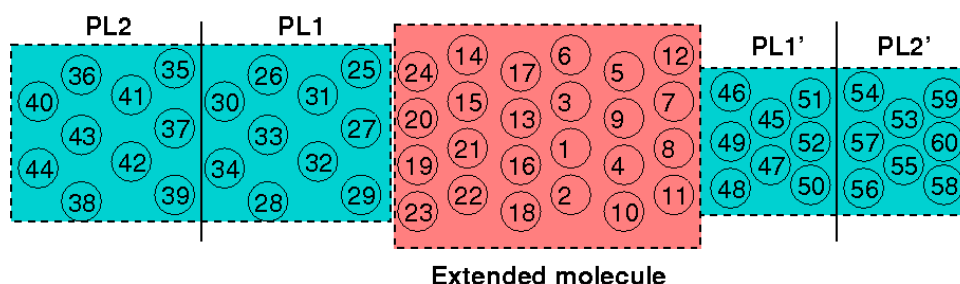 PL2 PL1 PL1’ PL2’
36 35 26 25 24 14 17 6 5 12
40 41 30 31 20 15 13 3 9 7 46 45 51 54 53 59
43 37 33 27 19 21 16 1 4 8 49 47 52 57 55 60
44 42 34 32 23 22 18 2 10 11 48 50 56 58
38 39 28 29
Extended molecule